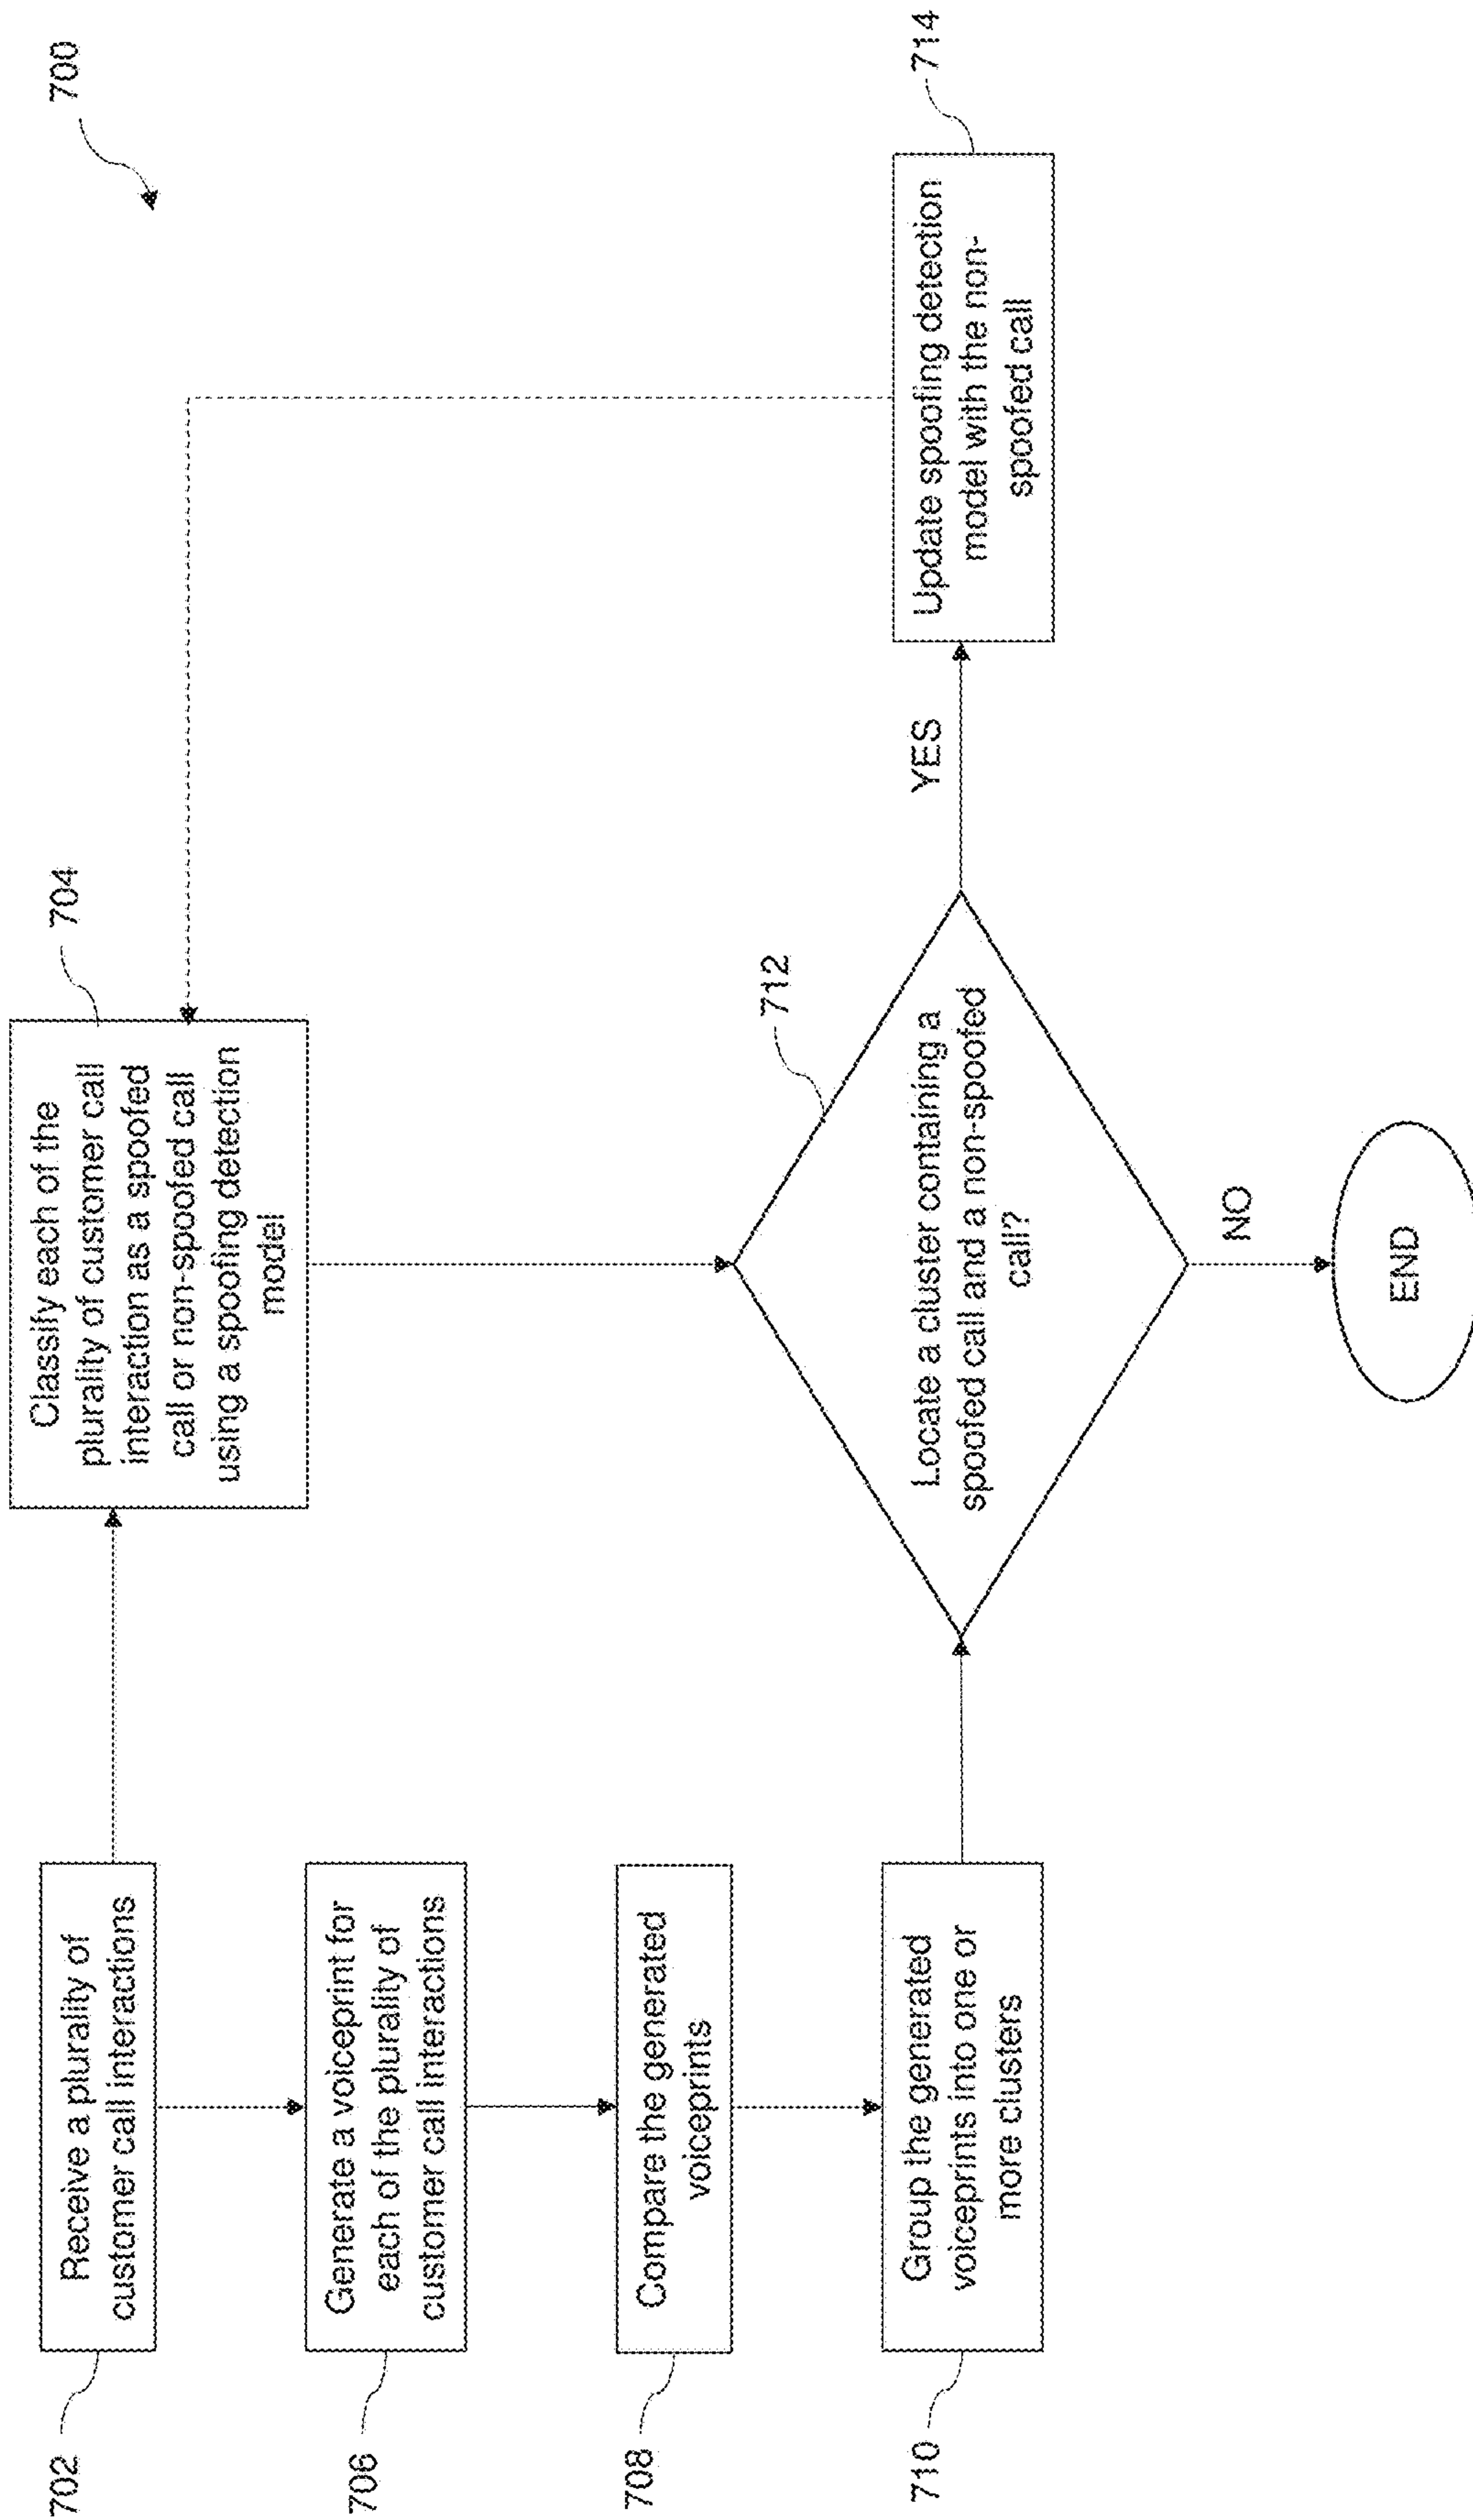 700
702
Receive a plurality of
customer call interactions
704
Classify each of the
plurality of customer call
interaction as a spoofed
call or non-spoofed call
using a spoofing detection
model
706
Generate a voiceprint for
each of the plurality of
customer call interactions
708
Compare the generated
voiceprints
710
Group the generated
voiceprints into one or
more clusters
712
Locate a cluster containing a
spoofed call and a non-spoofed
call?
YES
714
Update spoofing detection
model with the non-
spoofed call
NO
END